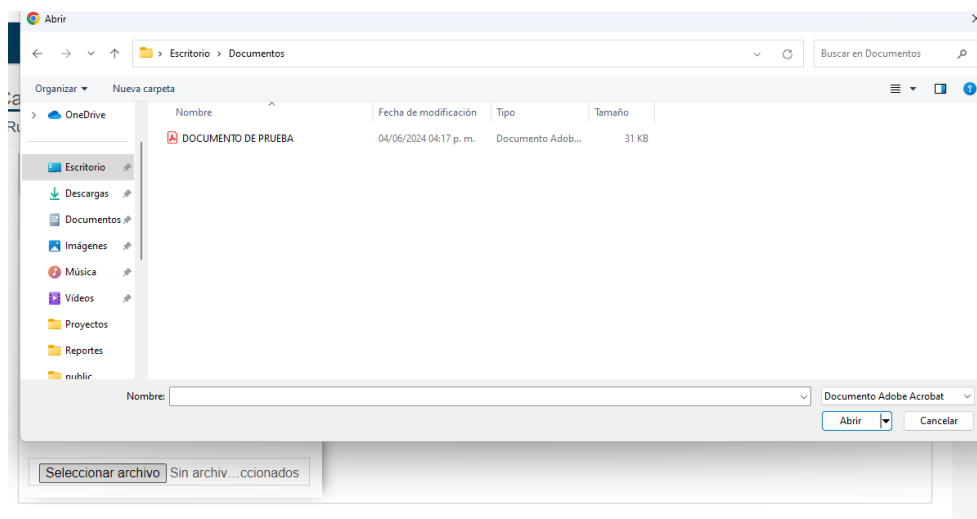 Abrir
Escritorio > Documentos
Buscar en Documentos
Organizar
Nueva carpeta
OneDrive
Nombre
Fecha de modificación
Tipo
Tamaño
DOCUMENTO DE PRUEBA
04/06/2024 04:17 p. m.
Documento Adob...
31 KB
Escritorio
Descargas
Documentos
Imágenes
Música
Vídeos
Proyectos
Reportes
public
Nombre:
Documento Adobe Acrobat
Abrir
Cancelar
Seleccionar archivo
Sin archiv…ccionados